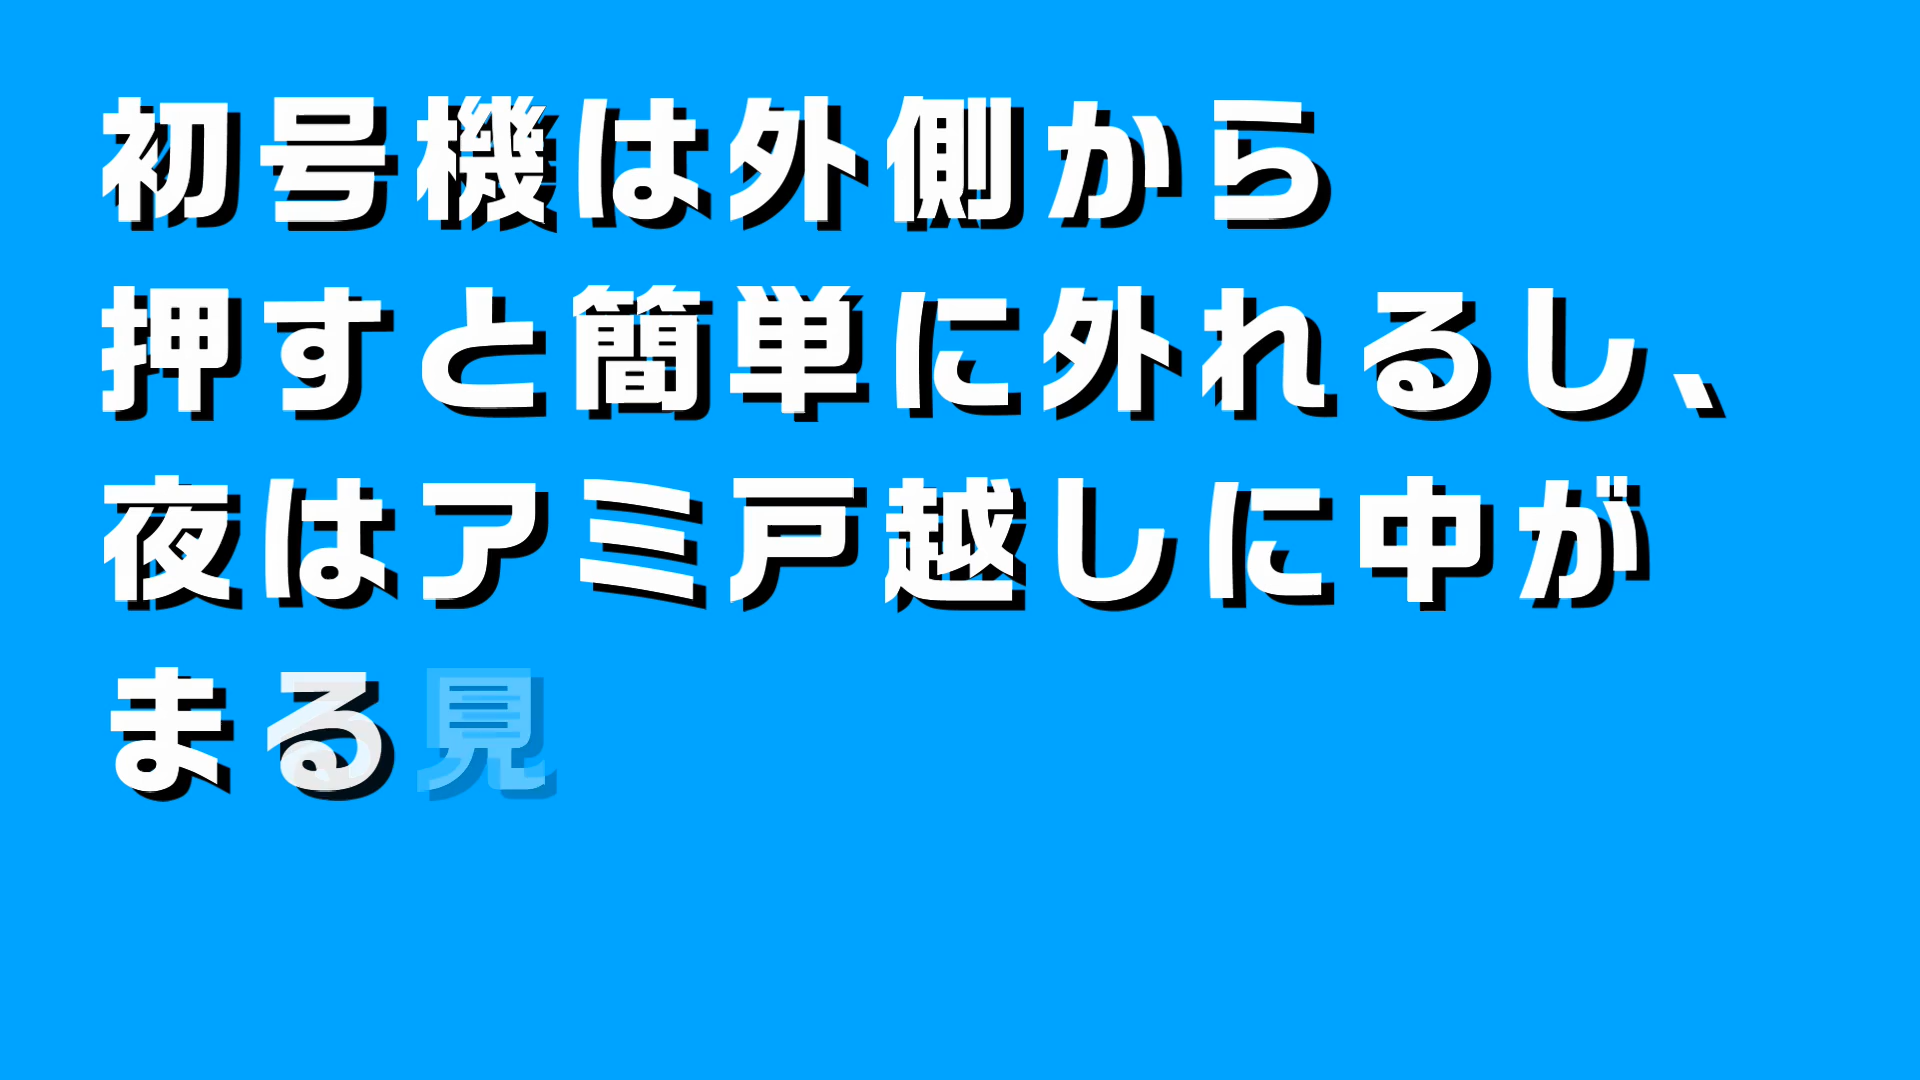 初号機は外側から
押すと簡単に外れるし、
夜はアミ戸越しに中が
まる見